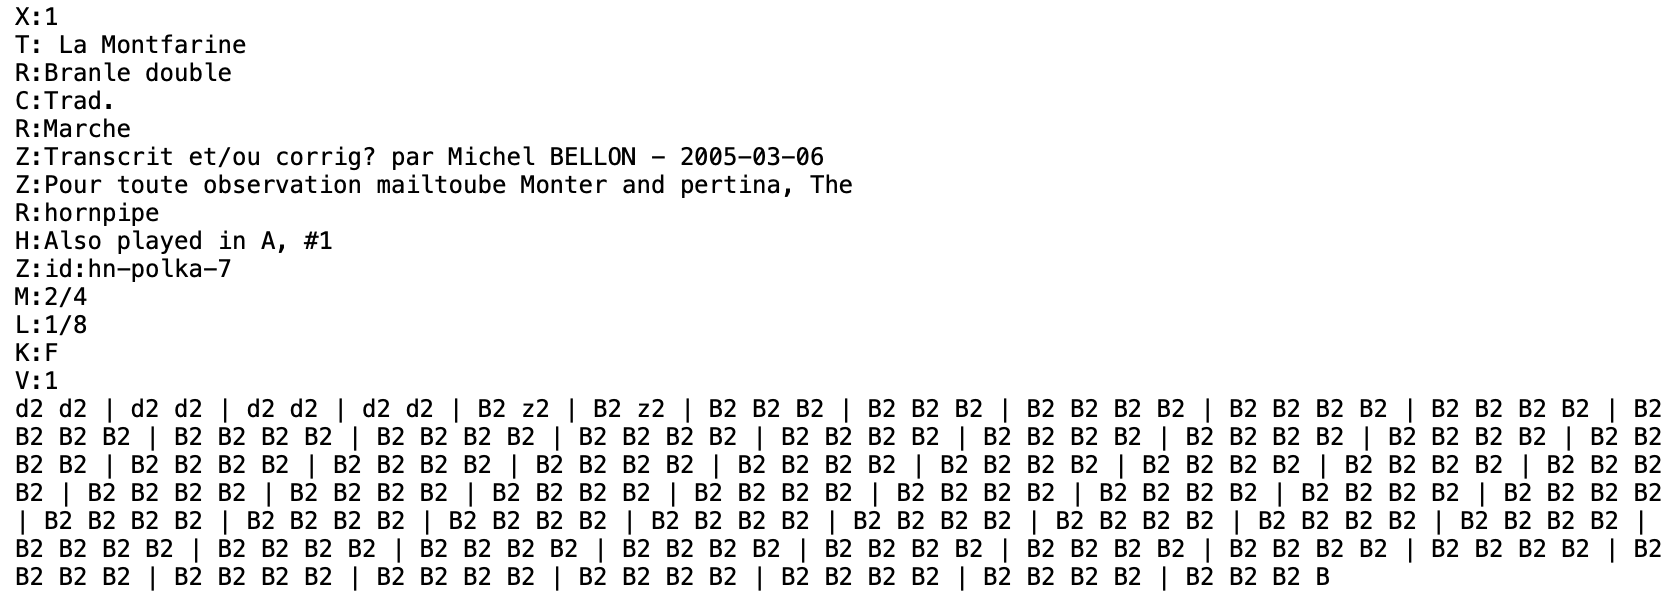 X:1
T: La Montfarine
R:Branle double
C:Trad.
R:Marche
Z:Transcrit et/ou corrig? par Michel BELLON - 2005-03-06
Z:Pour toute observation mailtoube Monter and pertina, The
R:hornpipe
H:Also played in A, #1
Z:id:hn-polka-7
M:2/4
L:1/8
K:F
V:1
d2 d2 | d2 d2 | d2 d2 | d2 d2 | B2 z2 | B2 z2 | B2 B2 B2 | B2 B2 B2 | B2 B2 B2 B2 | B2 B2 B2 B2 | B2 B2 B2 B2 | B2
B2 B2 B2 | B2 B2 B2 B2 | B2 B2 B2 B2 | B2 B2 B2 B2 | B2 B2 B2 B2 | B2 B2 B2 B2 | B2 B2 B2 B2 | B2 B2 B2 B2 | B2 B2
B2 B2 | B2 B2 B2 B2 | B2 B2 B2 B2 | B2 B2 B2 B2 | B2 B2 B2 B2 | B2 B2 B2 B2 | B2 B2 B2 B2 | B2 B2 B2 B2 | B2 B2 B2
B2 | B2 B2 B2 B2 | B2 B2 B2 B2 | B2 B2 B2 B2 | B2 B2 B2 B2 | B2 B2 B2 B2 | B2 B2 B2 B2 | B2 B2 B2 B2 | B2 B2 B2 B2
| B2 B2 B2 B2 | B2 B2 B2 B2 | B2 B2 B2 B2 | B2 B2 B2 B2 | B2 B2 B2 B2 | B2 B2 B2 B2 | B2 B2 B2 B2 | B2 B2 B2 B2 |
B2 B2 B2 B2 | B2 B2 B2 B2 | B2 B2 B2 B2 | B2 B2 B2 B2 | B2 B2 B2 B2 | B2 B2 B2 B2 | B2 B2 B2 B2 | B2 B2 B2 B2 | B2
B2 B2 B2 | B2 B2 B2 B2 | B2 B2 B2 B2 | B2 B2 B2 B2 | B2 B2 B2 B2 | B2 B2 B2 B2 | B2 B2 B2 B